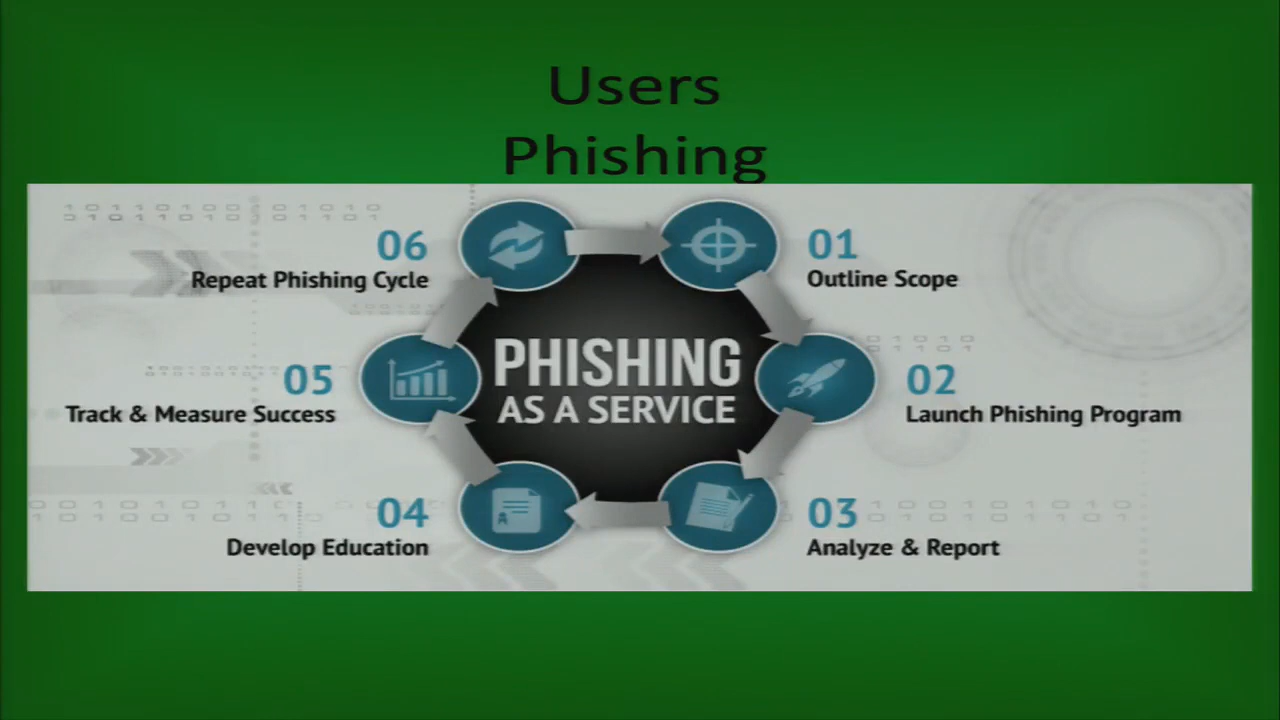 Users
Phishing
06
Repeat Phishing Cycle
01
Outline Scope
PHISHING
AS A SERVICE
05
Track & Measure Success
02
Launch Phishing Program
04
Develop Education
03
Analyze & Report